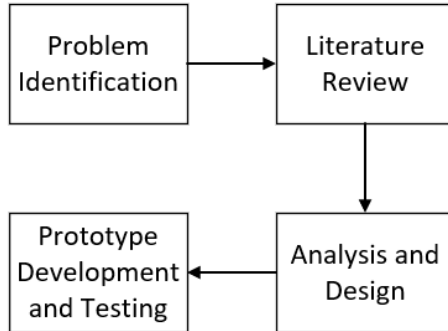 Problem
Identification
Literature
Review
Analysis and
Design
Prototype
Development
and Testing